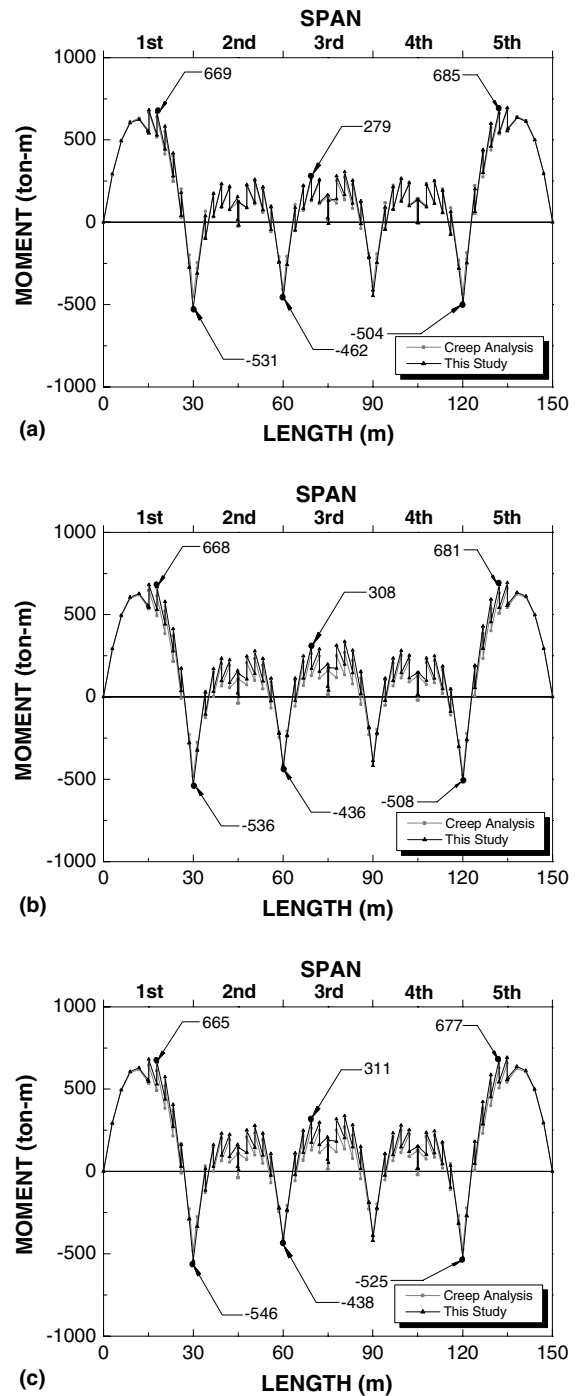 SPAN
1st 2nd 3rd 4th 5th
1000
669
685
279
500
MOMENT (ton-m)
0
-500
-504
-531
-462
Creep Analysis
This Study
-1000
0 30 60 90 120 150
(a)
LENGTH (m)
SPAN
1st 2nd 3rd 4th 5th
1000
668
681
308
500
MOMENT (ton-m)
0
-500
-536
-436
-508
Creep Analysis
This Study
-1000
0 30 60 90 120 150
(b)
LENGTH (m)
SPAN
1st 2nd 3rd 4th 5th
1000
665
677
311
500
MOMENT (ton-m)
0
-500
-525
-546
-438
Creep Analysis
This Study
-1000
0 30 60 90 120 150
(c)
LENGTH (m)